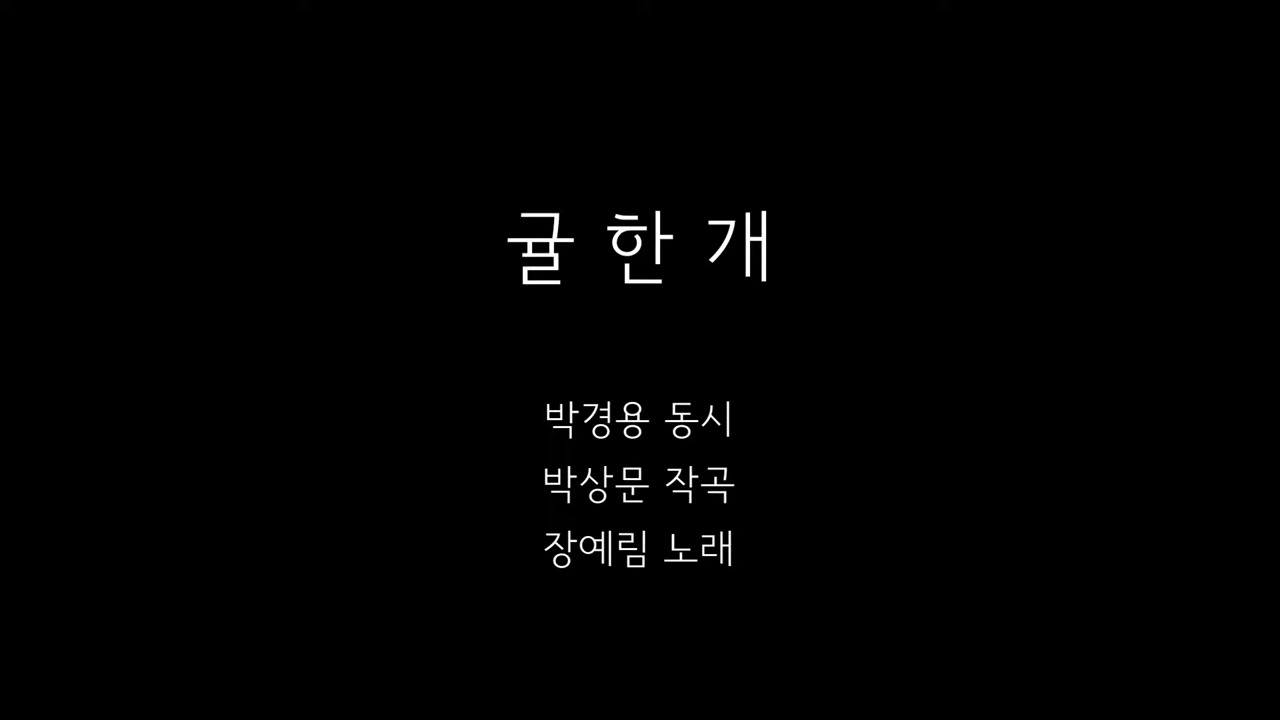 귤 한 개
박경용 동시
박상문 작곡
장예림 노래